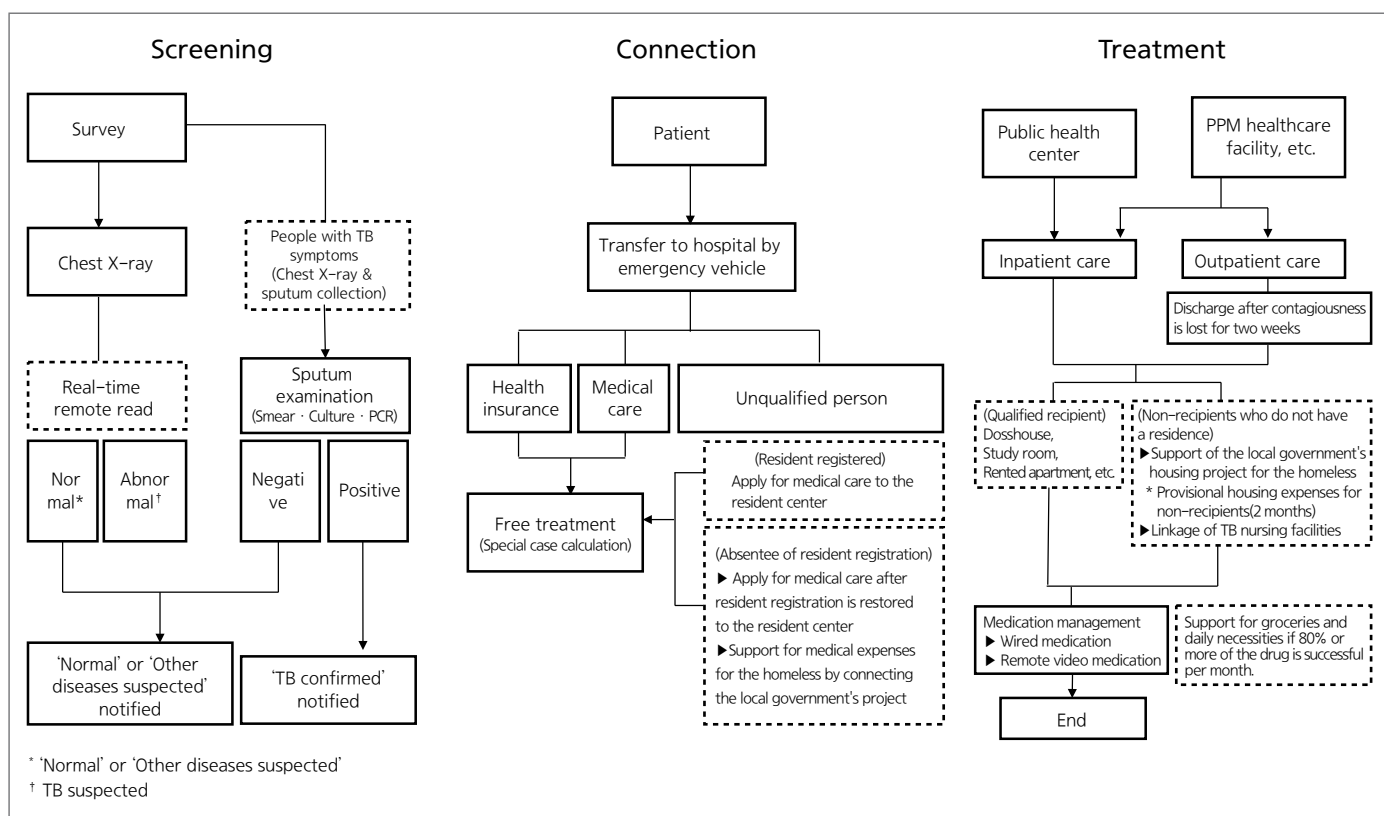 Screening
Survey
Chest X-ray
People with TB
symptoms
(Chest X-ray &
sputum collection)
Real-time
remote read
Sputum
examination
(Smear · Culture · PCR)
Nor
mal*
Abnor
mal†
Negati
ve
Positive
'Normal' or 'Other
diseases suspected'
notified
'TB confirmed'
notified
* 'Normal' or 'Other diseases suspected'
† TB suspected
Connection
Patient
Transfer to hospital by
emergency vehicle
Health
insurance
Medical
care
Unqualified person
Free treatment
(Special case calculation)
(Resident registered)
Apply for medical care to the
resident center
(Absentee of resident registration)
▶ Apply for medical care after
resident registration is restored
to the resident center
▶Support for medical expenses
for the homeless by connecting
the local government's project
Treatment
Public health
center
PPM healthcare
facility, etc.
Inpatient care
Outpatient care
Discharge after contagiousness
is lost for two weeks
(Qualified recipient)
Dosshouse,
Study room,
Rented apartment, etc.
(Non-recipients who do not have
a residence)
▶Support of the local government's
housing project for the homeless
* Provisional housing expenses for
non-recipients(2 months)
▶Linkage of TB nursing facilities
Medication management
▶ Wired medication
▶ Remote video medication
Support for groceries and
daily necessities if 80% or
more of the drug is successful
per month.
End